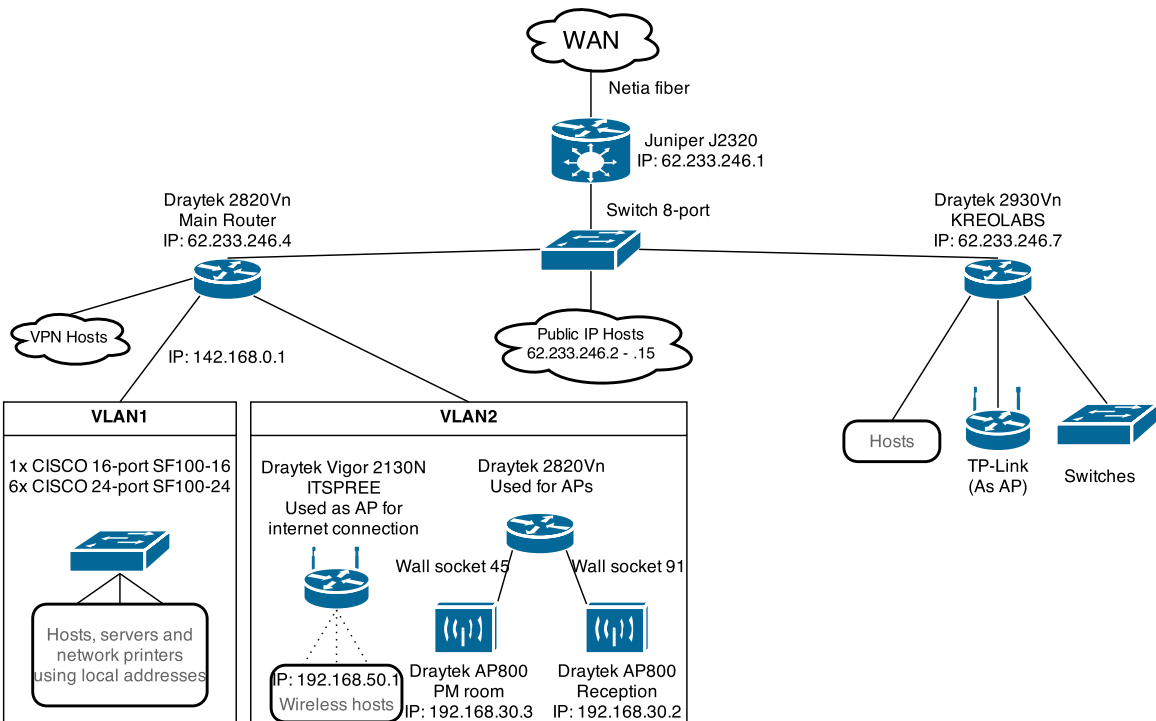 WAN
Netia fiber
Juniper J2320
IP: 62.233.246.1
Switch 8-port
Draytek 2820Vn
Main Router
IP: 62.233.246.4
Draytek 2930Vn
KREOLABS
IP: 62.233.246.7
VPN Hosts
Public IP Hosts
62.233.246.2 - .15
IP: 142.168.0.1
VLAN1
1x CISCO 16-port SF100-16
6x CISCO 24-port SF100-24
Hosts, servers and
network printers
using local addresses
VLAN2
Draytek Vigor 2130N
ITSPREE
Used as AP for
internet connection
IP: 192.168.50.1
Wireless hosts
Draytek 2820Vn
Used for APs
Wall socket 45
Wall socket 91
Draytek AP800
PM room
IP: 192.168.30.3
Draytek AP800
Reception
IP: 192.168.30.2
Hosts
TP-Link
(As AP)
Switches